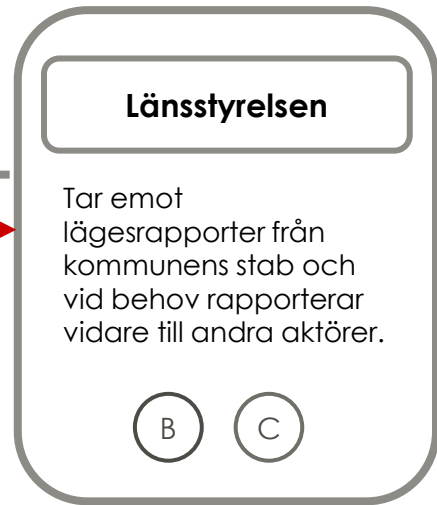 Länsstyrelsen
Tar emot
lägesrapporter från
kommunens stab och
vid behov rapporterar
vidare till andra aktörer.
B C